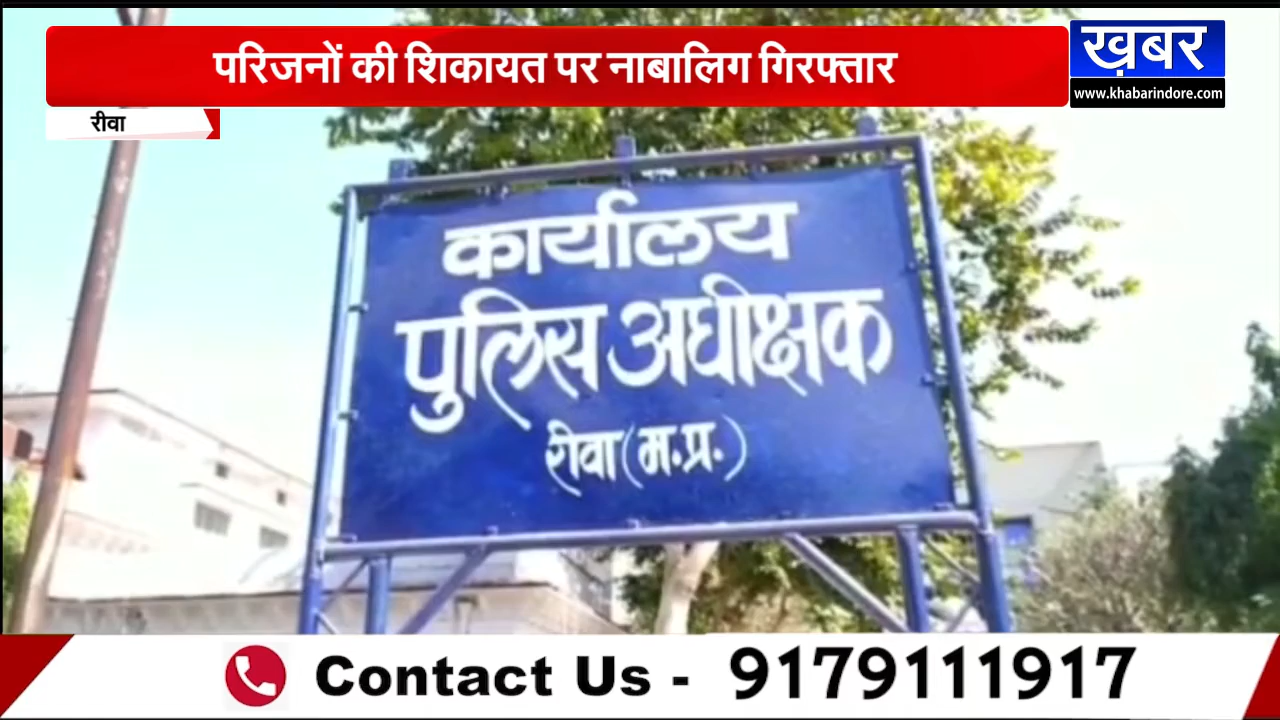 परिजनों की शिकायत पर नाबालिग गिरफ्तार
ख़बर
www.khabarindore.com
रीवा
कार्यालय
पुलिस अधीक्षक
रीवा (म.प्र.)
Contact Us - 9179111917